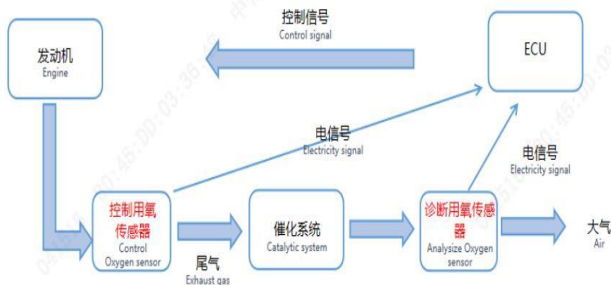 控制信号
Control signal
发动机
Engine
ECU
电信号
Electricity signal
电信号
Electricity signal
控制用氧
传感器
Control
Oxygen sensor
尾气
Exhaust gas
催化系统
Catalytic system
诊断用氧传感
器
Analysize Oxygen
sensor
大气
Air